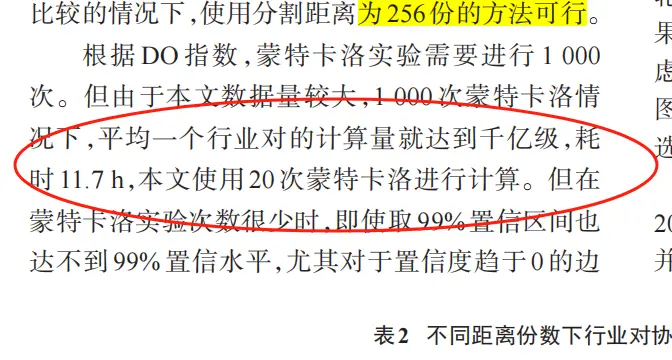 比较的情况下,使用分割距离为256份的方法可行。
根据DO指数,蒙特卡洛实验需要进行1 000
次。但由于本文数据量较大,1 000次蒙特卡洛情
况下,平均一个行业对的计算量就达到千亿级,耗
时11.7 h,本文使用20次蒙特卡洛进行计算。但在
蒙特卡洛实验次数很少时,即使取99%置信区间也
达不到99%置信水平,尤其对于置信度趋于0的边
果
虑
图
选
20
并
表2 不同距离份数下行业对协